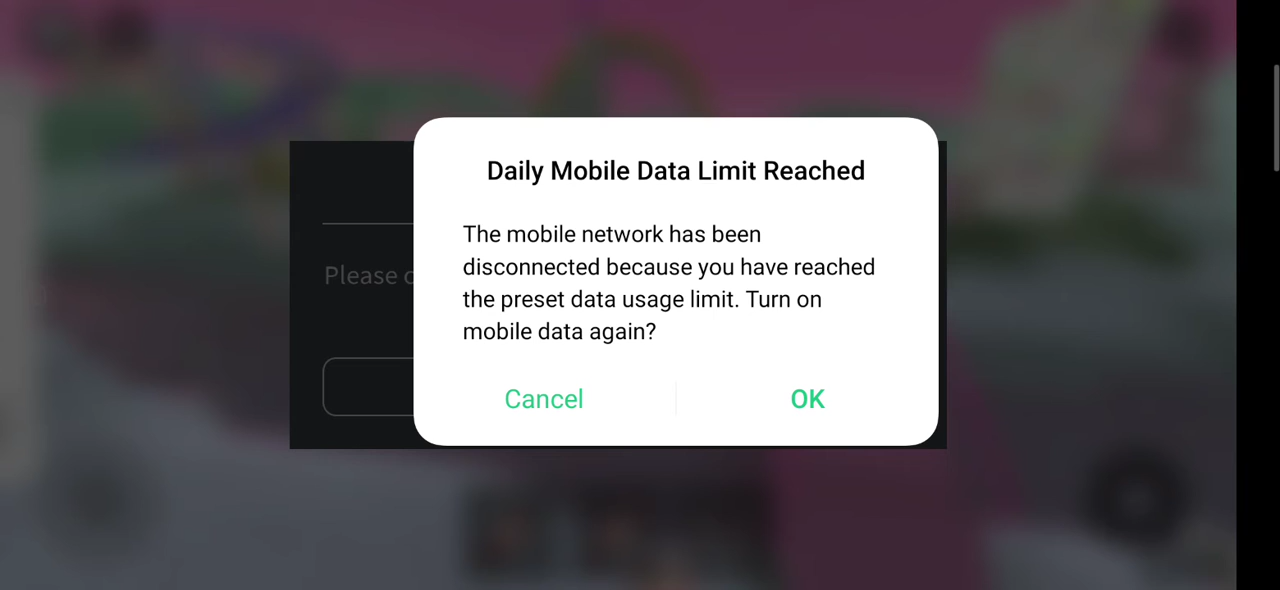 Daily Mobile Data Limit Reached
The mobile network has been
disconnected because you have reached
the preset data usage limit. Turn on
mobile data again?
Please
Cancel
OK